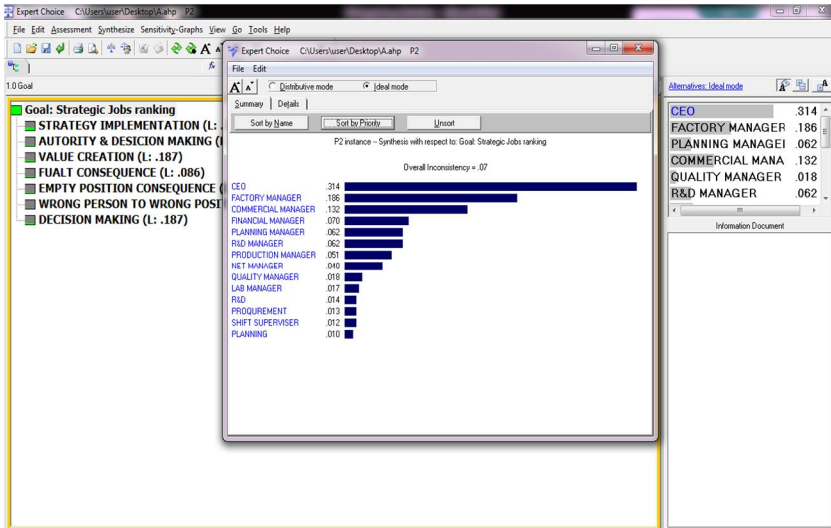 Expert Choice C:\Users\user\Desktop\A.ahp P2
File Edit Assessment Synthesize Sensitivity-Graphs View Go Tools Help
1.0 Goal
Goal: Strategic Jobs ranking
STRATEGY IMPLEMENTATION (L:
AUTORITY & DESICION MAKING (
VALUE CREATION (L: .187)
FUALT CONSEQUENCE (L: .086)
EMPTY POSITION CONSEQUENCE (
WRONG PERSON TO WRONG POSI
DECISION MAKING (L: .187)
Expert Choice C:\Users\user\Desktop\A.ahp P2
File Edit
Distributive mode Ideal mode
Summary Details
Sort by Name Sort by Priority Unsort
P2 instance -- Synthesis with respect to: Goal: Strategic Jobs ranking
Overall Inconsistency = .07
CEO .314
FACTORY MANAGER .186
COMMERCIAL MANAGER .132
FINANCIAL MANAGER .070
PLANNING MANAGER .062
R&D MANAGER .062
PRODUCTION MANAGER .051
NET MANAGER .040
QUALITY MANAGER .018
LAB MANAGER .017
R&D .014
PROQUREMENT .013
SHIFT SUPERVISER .012
PLANNING .010
Alternatives: Ideal mode
CEO .314
FACTORY MANAGER .186
PLANNING MANAGEI .062
COMMERCIAL MANA .132
QUALITY MANAGER .018
R&D MANAGER .062
Information Document